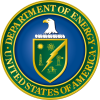 DEPARTMENT OF ENERGY
UNITED STATES OF AMERICA